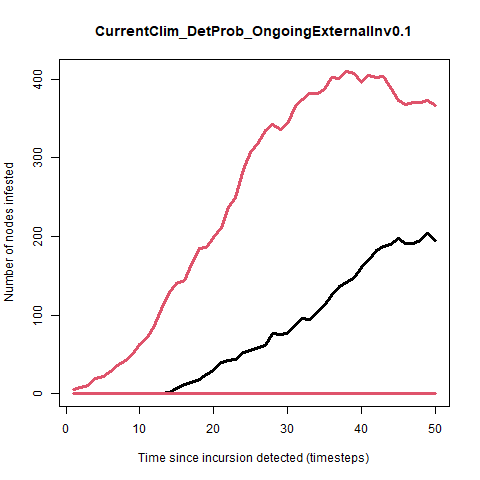 CurrentClim_DetProb_OngoingExternalInv0.1
Number of nodes infested
400
300
200
100
0
0 10 20 30 40 50
Time since incursion detected (timesteps)